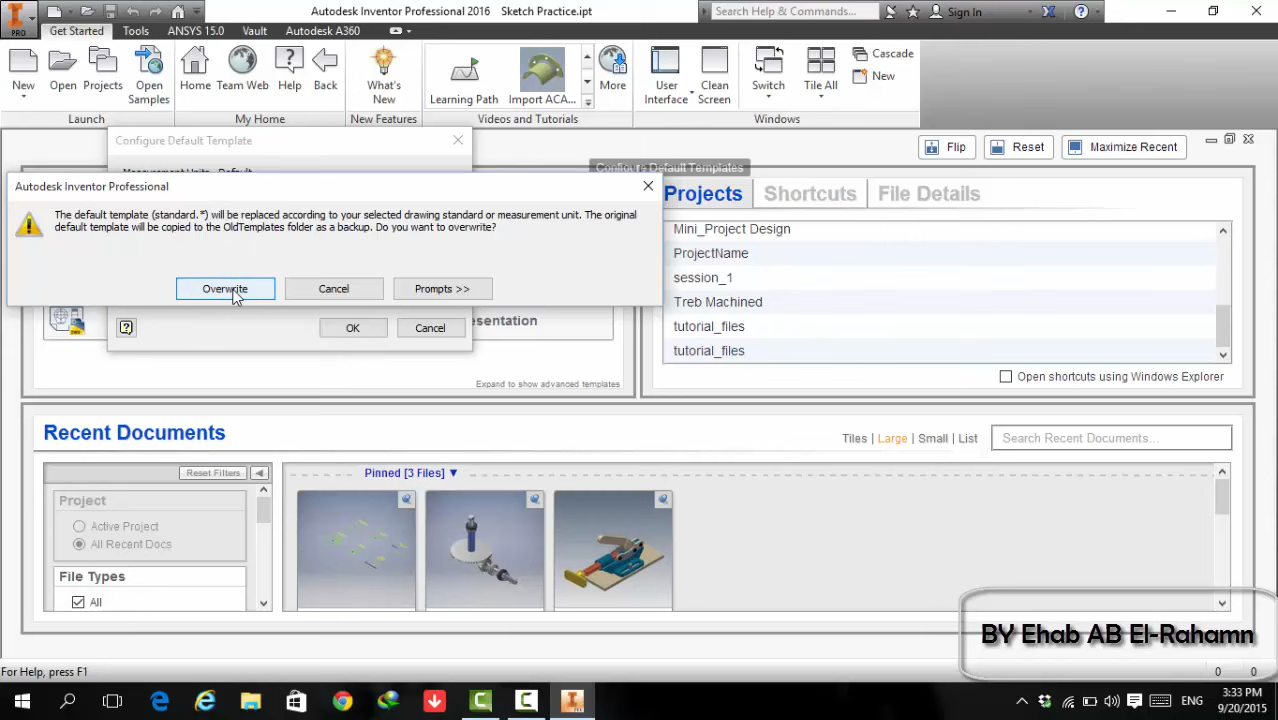 Autodesk Inventor Professional 2016 Sketch Practice.ipt
Search Help & Commands...
Sign In
PRO
Get Started
Tools
ANSYS 15.0
Vault
Autodesk A360
New
Open
Projects
Open Samples
Home
Team Web
Help
Back
What's New
Learning Path
Import ACA...
More
User Interface
Clean Screen
Switch
Tile All
Cascade
New
Launch
My Home
New Features
Videos and Tutorials
Windows
Configure Default Template
Flip
Reset
Maximize Recent
Configure Default Templates
Autodesk Inventor Professional
The default template (standard.*) will be replaced according to your selected drawing standard or measurement unit. The original
default template will be copied to the OldTemplates folder as a backup. Do you want to overwrite?
Overwrite
Cancel
Prompts >>
OK
Cancel
Expand to show advanced templates
Projects
Shortcuts
File Details
Mini_Project Design
ProjectName
session_1
Treb Machined
tutorial_files
tutorial_files
Open shortcuts using Windows Explorer
Recent Documents
Tiles | Large | Small | List
Search Recent Documents...
Reset Filters
Project
Active Project
All Recent Docs
File Types
All
Pinned [3 Files]
BY Ehab AB El-Rahamn
For Help, press F1
0 0
ENG
3:33 PM
9/20/2015